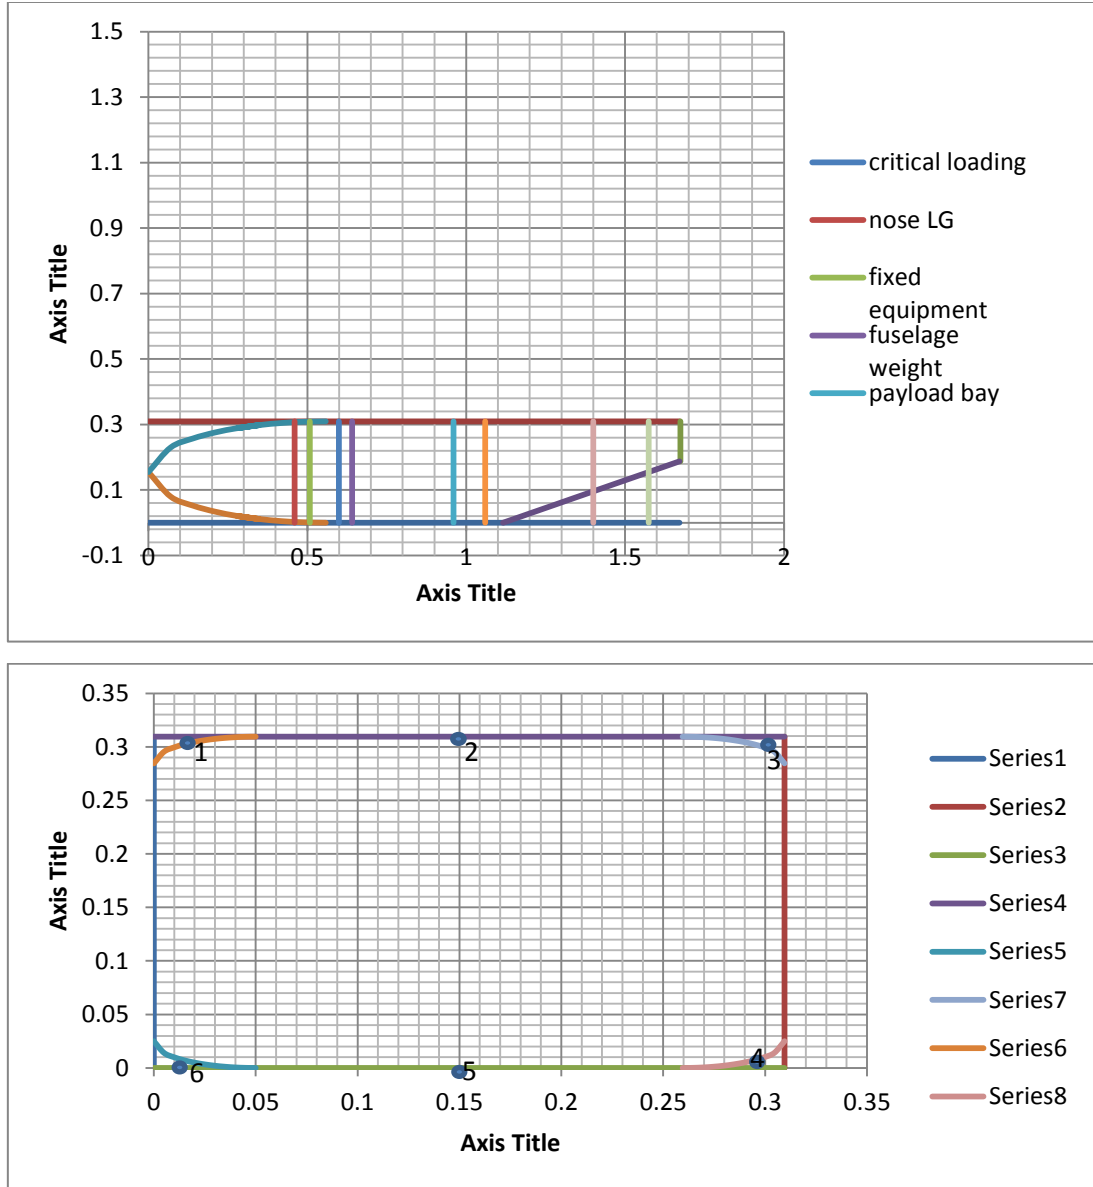 1.5
1.3
1.1
0.9
0.7
0.5
0.3
0.1
-0.1
Axis Title
0
0.5
1
1.5
2
Axis Title
critical loading
nose LG
fixed
equipment
fuselage
weight
payload bay
0.35
0.3
0.25
0.2
0.15
0.1
0.05
0
Axis Title
1
2
3
4
5
6
0
0.05
0.1
0.15
0.2
0.25
0.3
0.35
Axis Title
Series1
Series2
Series3
Series4
Series5
Series7
Series6
Series8